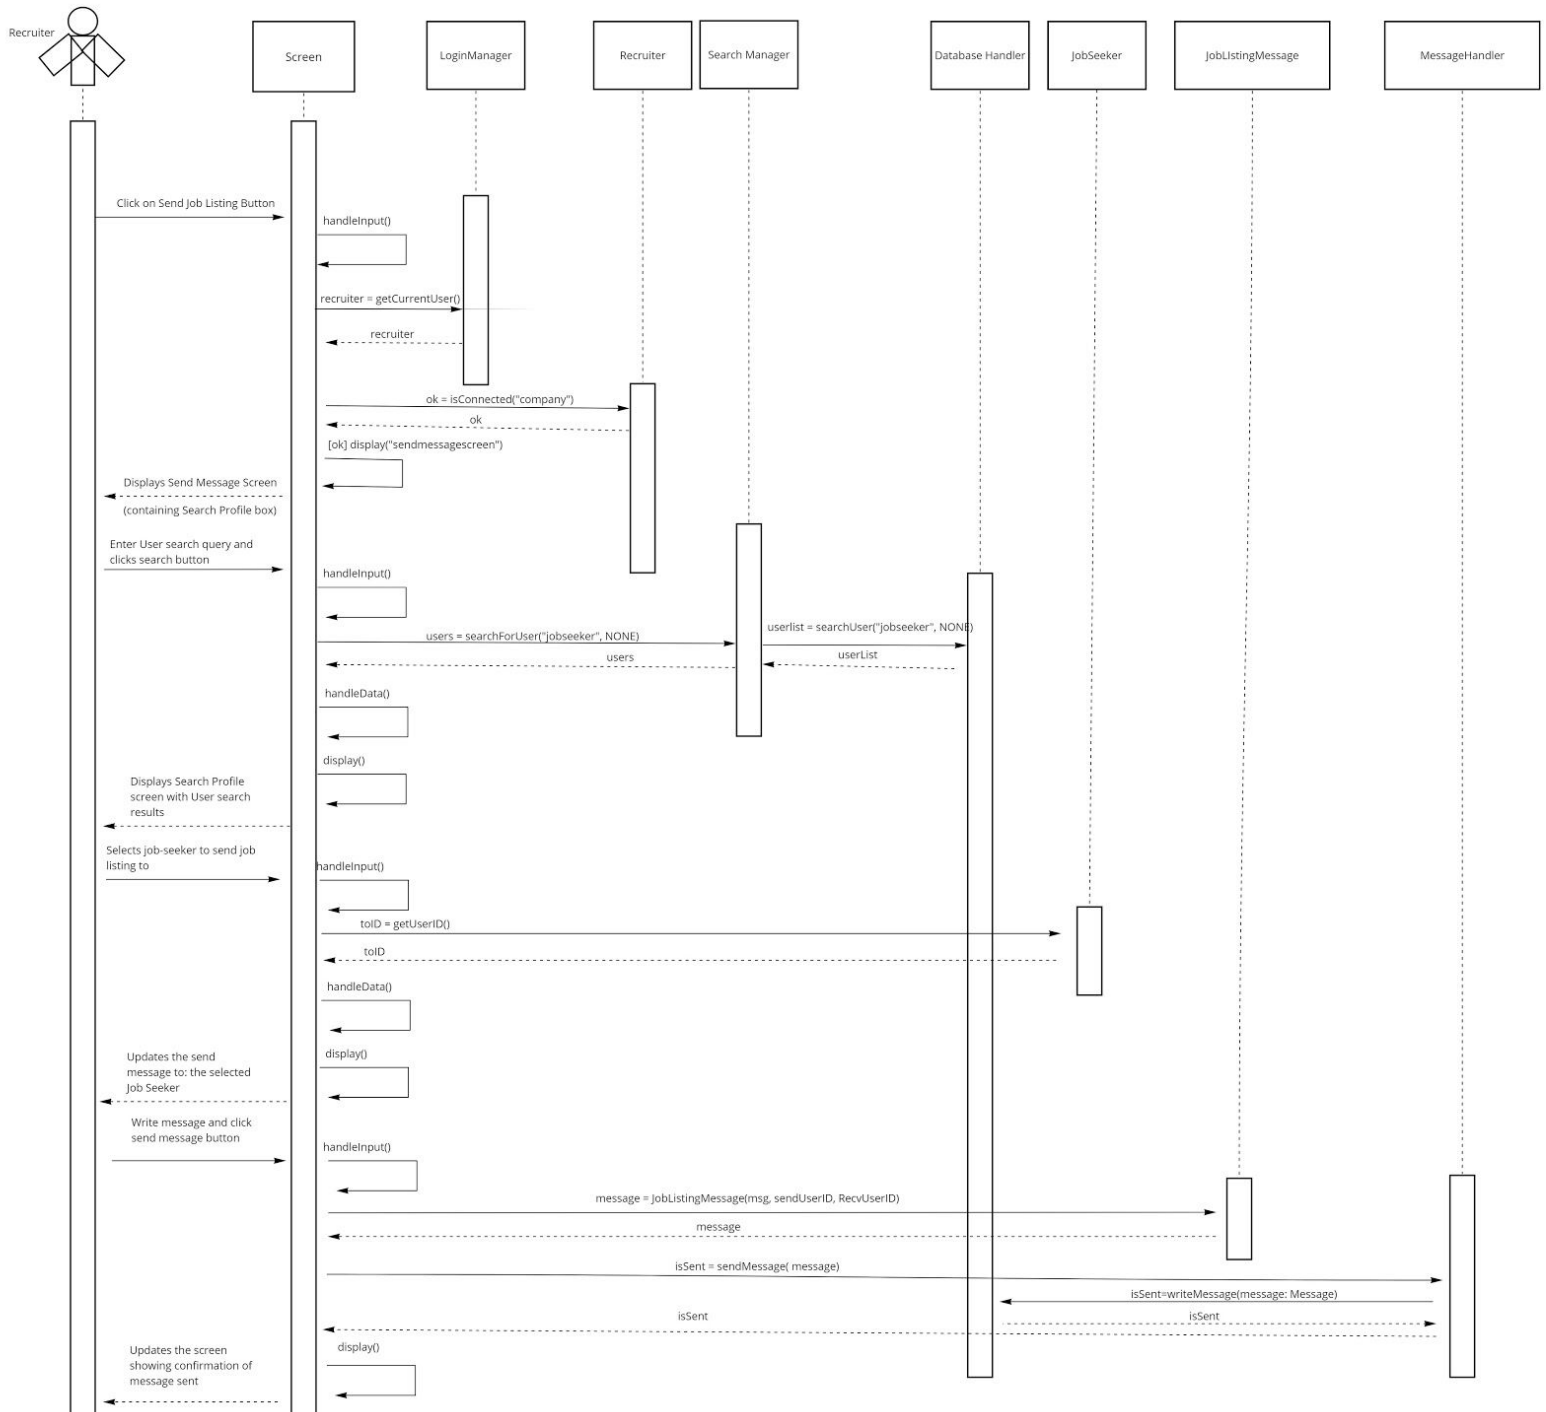 Recruiter
Screen
LoginManager
Recruiter
Search Manager
Database Handler
JobSeeker
JobLIstingMessage
MessageHandler
Click on Send Job Listing Button
handleInput()
recruiter = getCurrentUser()
recruiter
ok = isConnected("company")
ok
[ok] display("sendmessagescreen")
Displays Send Message Screen
(containing Search Profile box)
Enter User search query and
clicks search button
handleInput()
users = searchForUser("jobseeker", NONE)
userlist = searchUser("jobseeker", NONE)
users
userList
handleData()
display()
Displays Search Profile
screen with User search
results
Selects job-seeker to send job
listing to
handleInput()
toID = getUserID()
toID
handleData()
display()
Updates the send
message to: the selected
Job Seeker
Write message and click
send message button
handleInput()
message = JobListingMessage(msg, sendUserID, RecvUserID)
message
isSent = sendMessage( message)
isSent=writeMessage(message: Message)
isSent
isSent
display()
Updates the screen
showing confirmation of
message sent